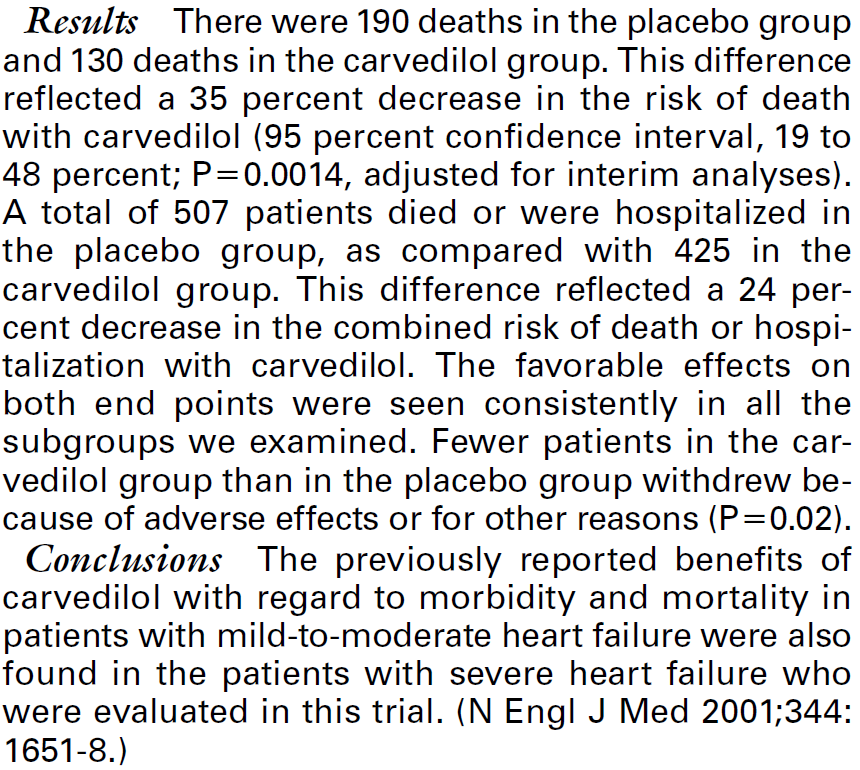 Results There were 190 deaths in the placebo group
and 130 deaths in the carvedilol group. This difference
reflected a 35 percent decrease in the risk of death
with carvedilol (95 percent confidence interval, 19 to
48 percent; P=0.0014, adjusted for interim analyses).
A total of 507 patients died or were hospitalized in
the placebo group, as compared with 425 in the
carvedilol group. This difference reflected a 24 per-
cent decrease in the combined risk of death or hospi-
talization with carvedilol. The favorable effects on
both end points were seen consistently in all the
subgroups we examined. Fewer patients in the car-
vedilol group than in the placebo group withdrew be-
cause of adverse effects or for other reasons (P=0.02).
Conclusions The previously reported benefits of
carvedilol with regard to morbidity and mortality in
patients with mild-to-moderate heart failure were also
found in the patients with severe heart failure who
were evaluated in this trial. (N Engl J Med 2001;344:
1651-8.)